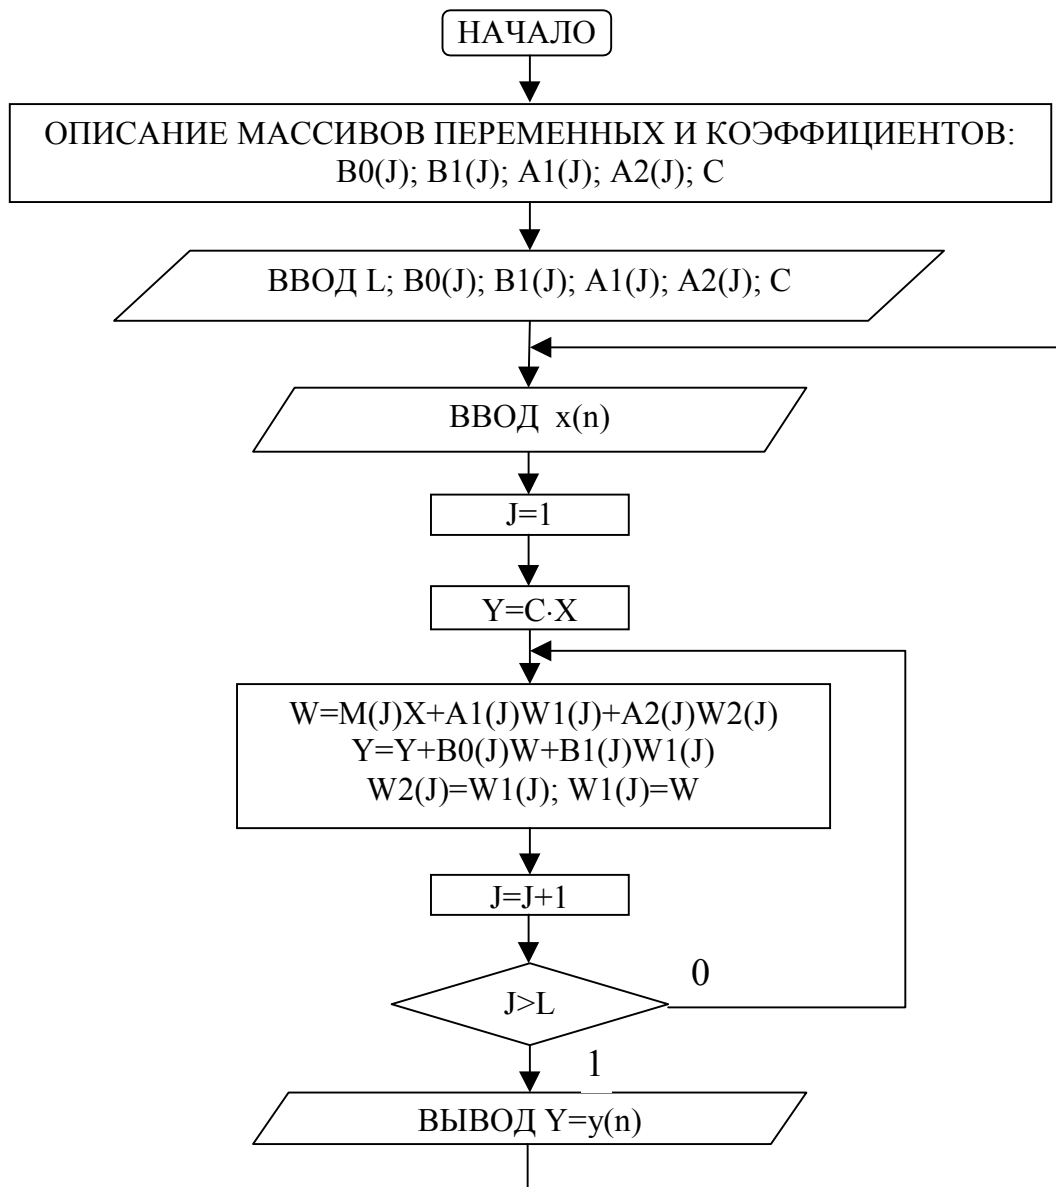 НАЧАЛО
ОПИСАНИЕ МАССИВОВ ПЕРЕМЕННЫХ И КОЭФФИЦИЕНТОВ:
B0(J); B1(J); A1(J); A2(J); C
ВВОД L; B0(J); B1(J); A1(J); A2(J); C
ВВОД x(n)
J=1
Y=C·X
W=M(J)X+A1(J)W1(J)+A2(J)W2(J)
Y=Y+B0(J)W+B1(J)W1(J)
W2(J)=W1(J); W1(J)=W
J=J+1
0
J>L
1
ВЫВОД Y=y(n)